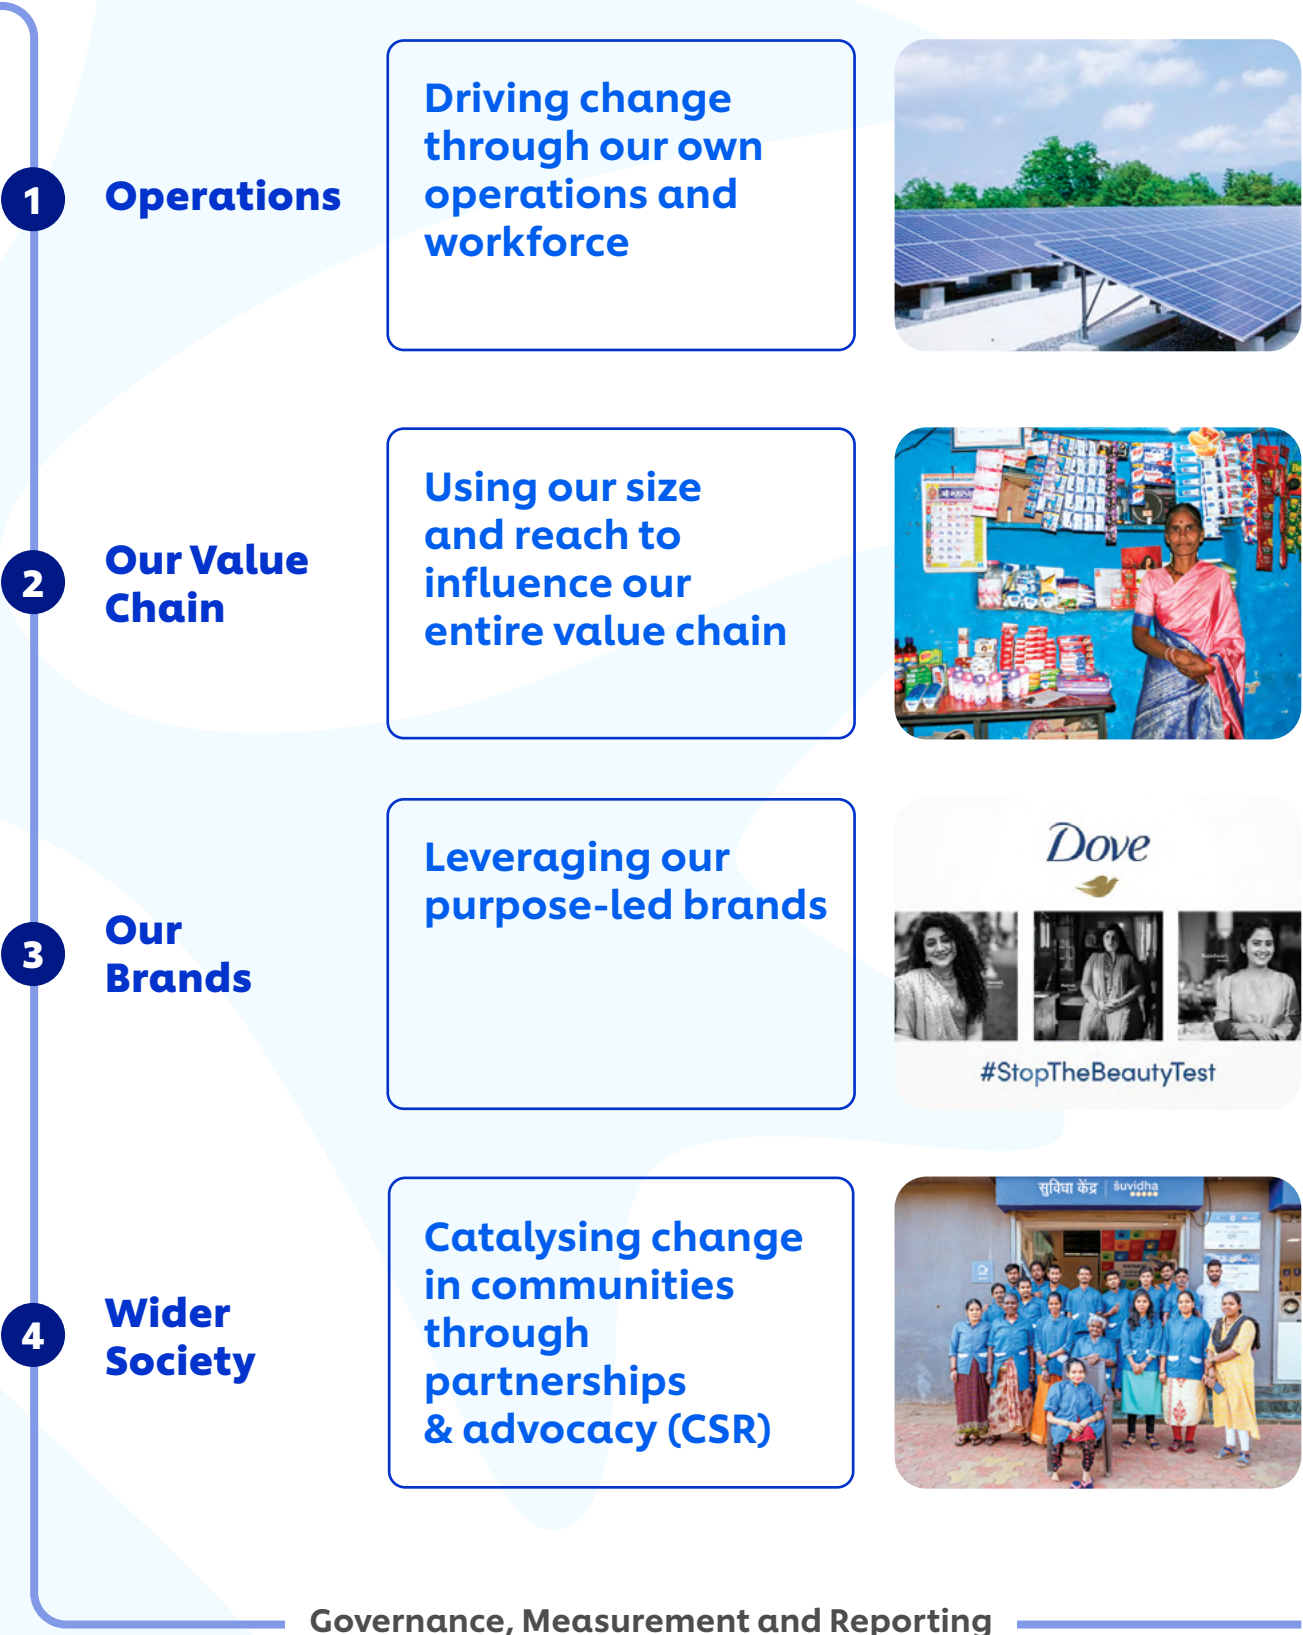 1
Operations
Driving change
through our own
operations and
workforce
2
Our Value
Chain
Using our size
and reach to
influence our
entire value chain
3
Our
Brands
Leveraging our
purpose-led brands
Dove
#StopTheBeautyTest
4
Wider
Society
Catalysing change
in communities
through
partnerships
& advocacy (CSR)
सुविधा केंद्र | suvidha
Governance, Measurement and Reporting